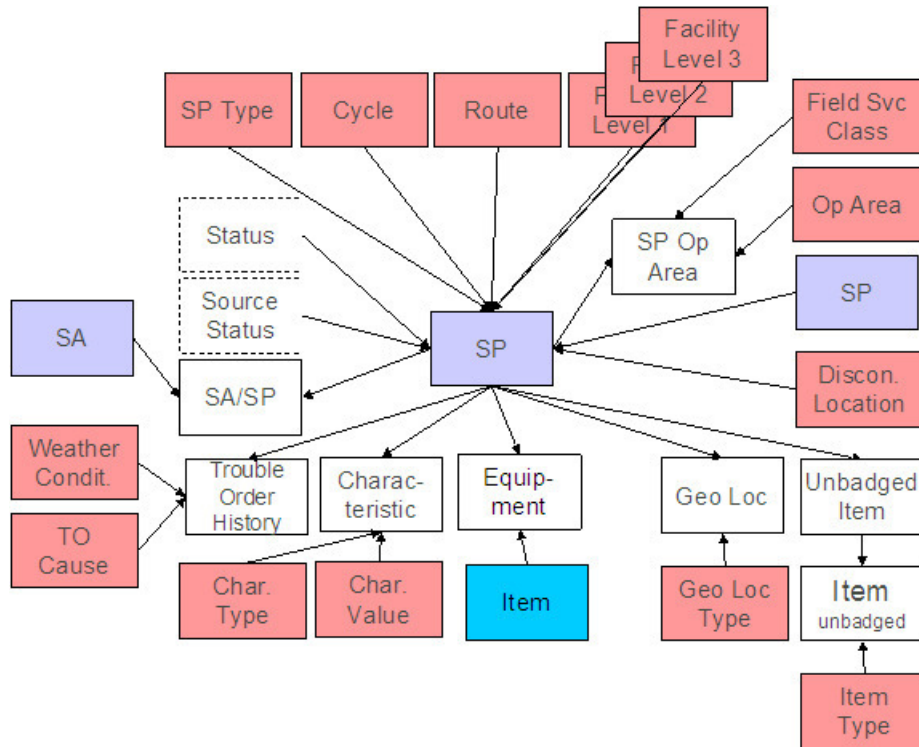 Facility
Level 3
Level 2
Level 1
SP Type
Cycle
Route
Field Svc
Class
Op Area
Status
SP Op
Area
Source
Status
SP
SA
SP
SA/SP
Discon.
Location
Weather
Condit.
Trouble
Order
History
Charac-
teristic
Equip-
ment
Geo Loc
Unbadged
Item
TO
Cause
Char.
Type
Char.
Value
Item
Geo Loc
Type
Item
unbadged
Item
Type